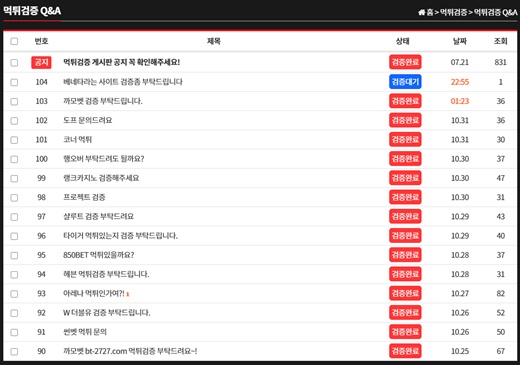 먹튀검증 Q&A
홈 > 먹튀검증 > 먹튀검증 Q&A
번호 제목 상태 날짜 조회
공지 먹튀검증 게시판 공지 꼭 확인해주세요! 검증완료 07.21 831
104 베네타라는 사이트 검증좀 부탁드립니다 검증대기 22:55 1
103 까모벳 검증 부탁드립니다. 검증완료 01:23 36
102 도프 문의드려요 검증완료 10.31 36
101 코너 먹튀 검증완료 10.31 30
100 행오버 부탁드려도 될까요? 검증완료 10.30 37
99 랭크카지노 검증해주세요 검증완료 10.30 47
98 프로젝트 검증 검증완료 10.30 31
97 샬루트 검증 부탁드려요 검증완료 10.29 43
96 타이거 먹튀있는지 검증 부탁드립니다. 검증완료 10.29 40
95 850BET 먹튀있을까요? 검증완료 10.28 37
94 헤븐 먹튀검증 부탁드립니다. 검증완료 10.28 31
93 아레나 먹튀인가여?! 1 검증완료 10.27 82
92 W 더블유 검증 부탁드립니다. 검증완료 10.26 52
91 썬벳 먹튀 문의 검증완료 10.26 50
90 까모벳 bt-2727.com 먹튀검증 부탁드려요~! 검증완료 10.25 67